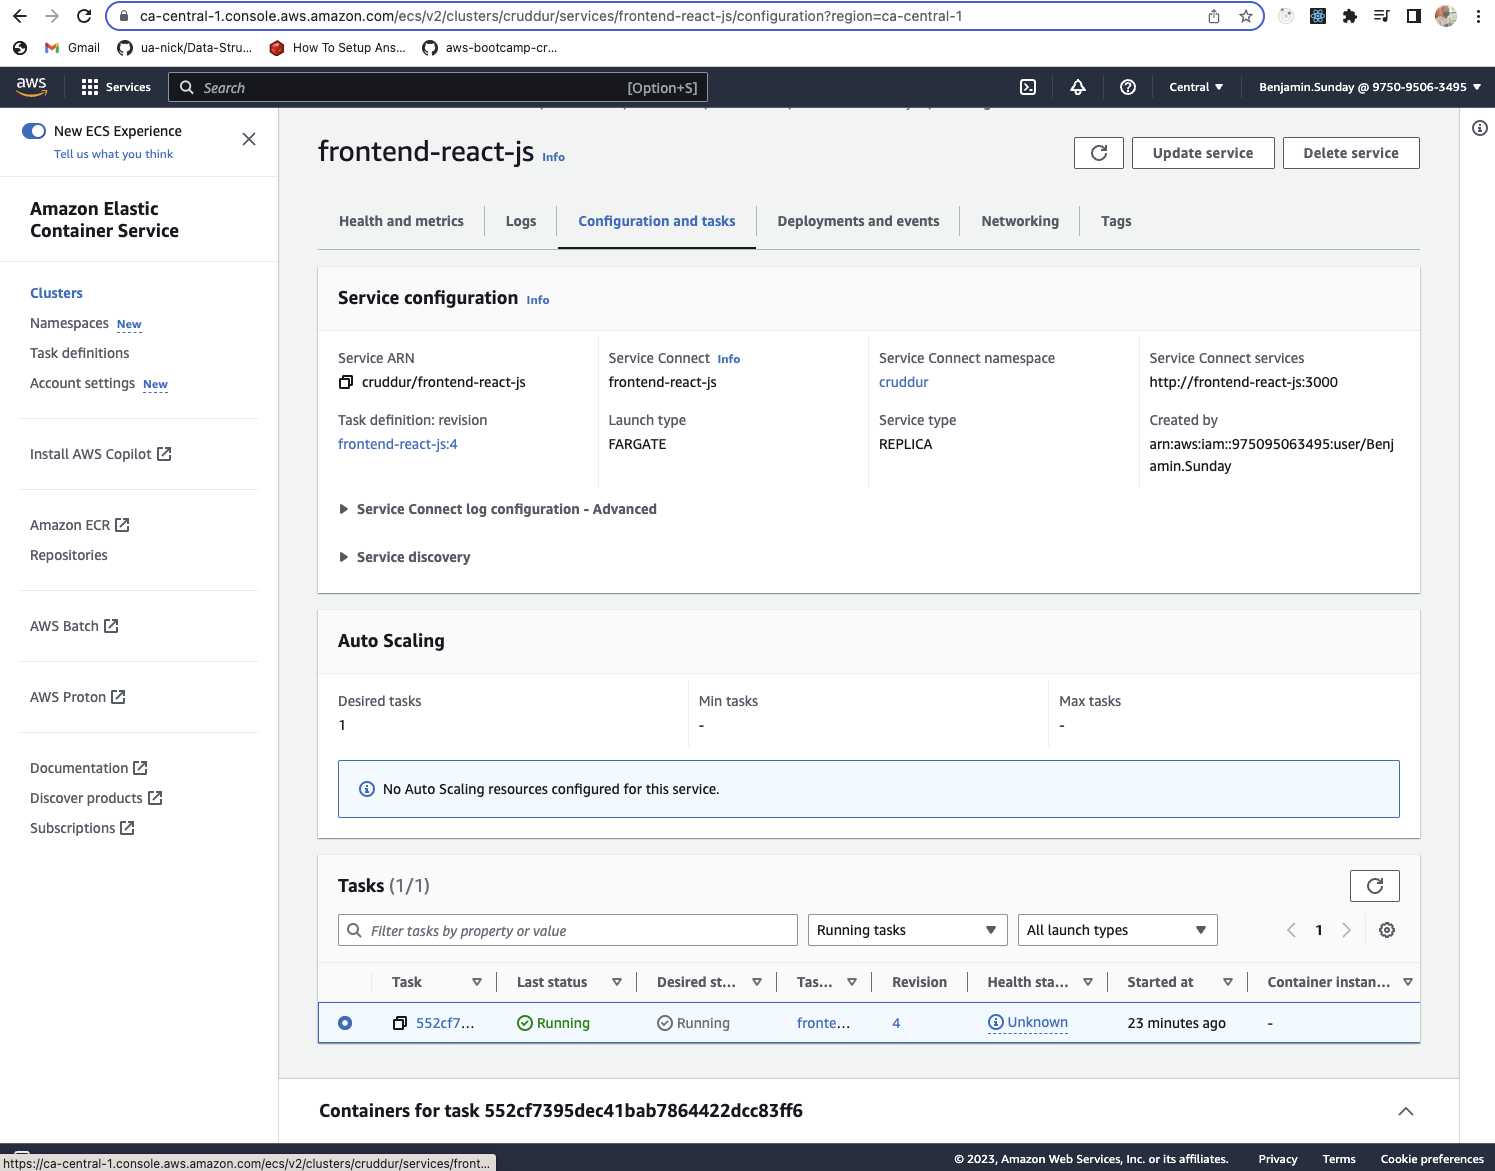 ca-central-1.console.aws.amazon.com/ecs/v2/clusters/cruddur/services/frontend-react-js/configuration?region=ca-central-1
Gmail
ua-nick/Data-Stru...
How To Setup Ans...
aws-bootcamp-cr...
aws
Services
Search
[Option+S]
Central
Benjamin.Sunday @ 9750-9506-3495
New ECS Experience
Tell us what you think
Amazon Elastic
Container Service
Clusters
Namespaces New
Task definitions
Account settings New
Install AWS Copilot
Amazon ECR
Repositories
AWS Batch
AWS Proton
Documentation
Discover products
Subscriptions
frontend-react-js Info
Update service
Delete service
Health and metrics
Logs
Configuration and tasks
Deployments and events
Networking
Tags
Service configuration Info
Service ARN
cruddur/frontend-react-js
Service Connect Info
frontend-react-js
Service Connect namespace
cruddur
Service Connect services
http://frontend-react-js:3000
Task definition: revision
frontend-react-js:4
Launch type
FARGATE
Service type
REPLICA
Created by
arn:aws:iam::975095063495:user/Benj
amin.Sunday
Service Connect log configuration - Advanced
Service discovery
Auto Scaling
Desired tasks
1
Min tasks
-
Max tasks
-
No Auto Scaling resources configured for this service.
Tasks (1/1)
Filter tasks by property or value
Running tasks
All launch types
1
Task
Last status
Desired st...
Tas...
Revision
Health sta...
Started at
Container instan...
552cf7...
Running
Running
fronte...
4
Unknown
23 minutes ago
-
Containers for task 552cf7395dec41bab7864422dcc83ff6
https://ca-central-1.console.aws.amazon.com/ecs/v2/clusters/cruddur/services/front...
© 2023, Amazon Web Services, Inc. or its affiliates.
Privacy
Terms
Cookie preferences